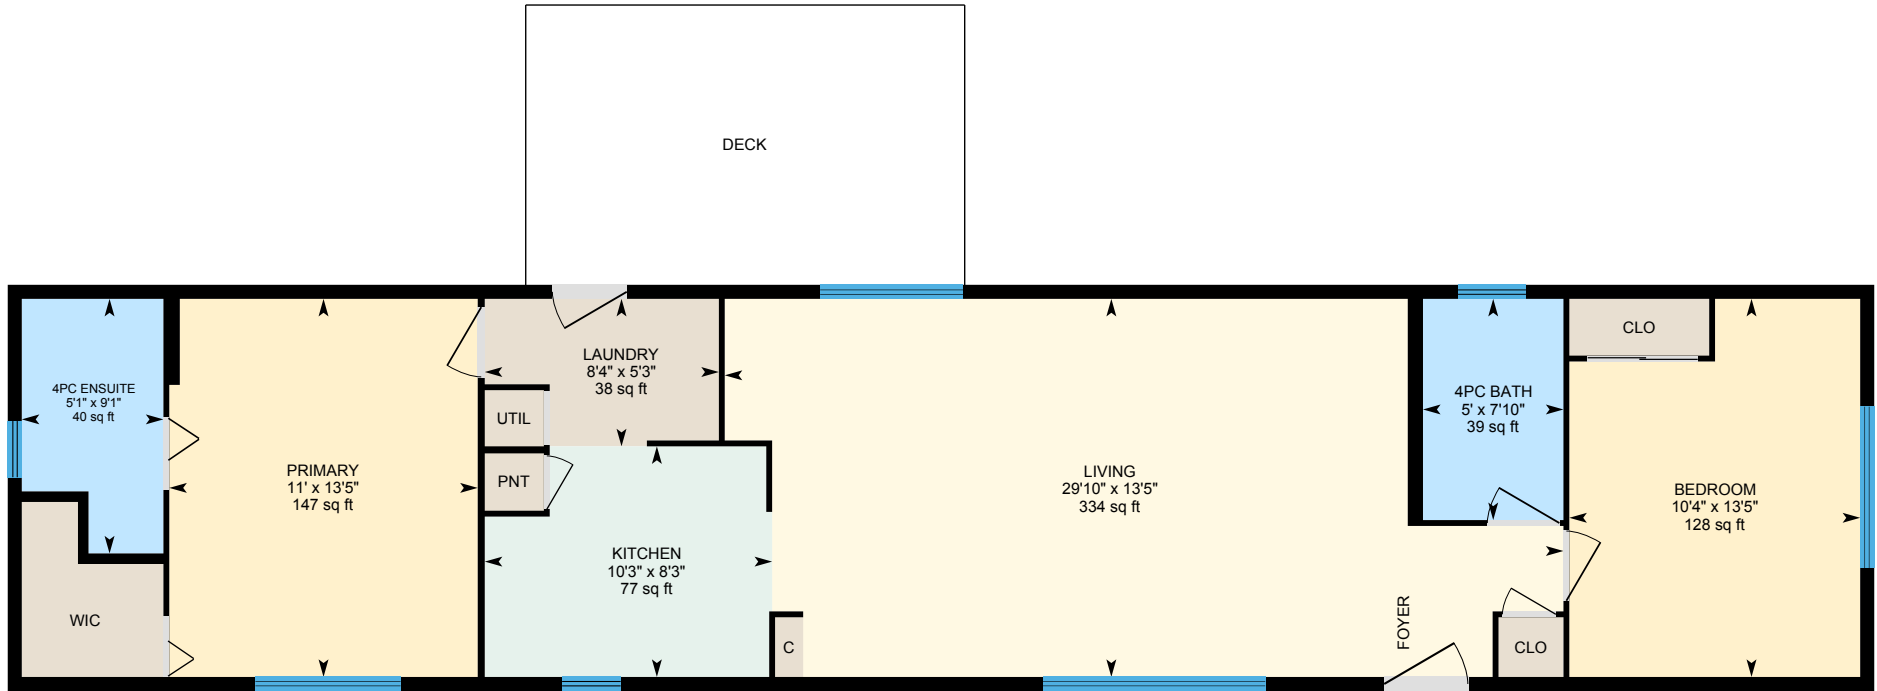 DECK
4PC ENSUITE
5'1" x 9'1"
40 sq ft
WIC
PRIMARY
11' x 13'5"
147 sq ft
LAUNDRY
8'4" x 5'3"
38 sq ft
UTIL
PNT
KITCHEN
10'3" x 8'3"
77 sq ft
C
LIVING
29'10" x 13'5"
334 sq ft
FOYER
4PC BATH
5' x 7'10"
39 sq ft
CLO
CLO
BEDROOM
10'4" x 13'5"
128 sq ft